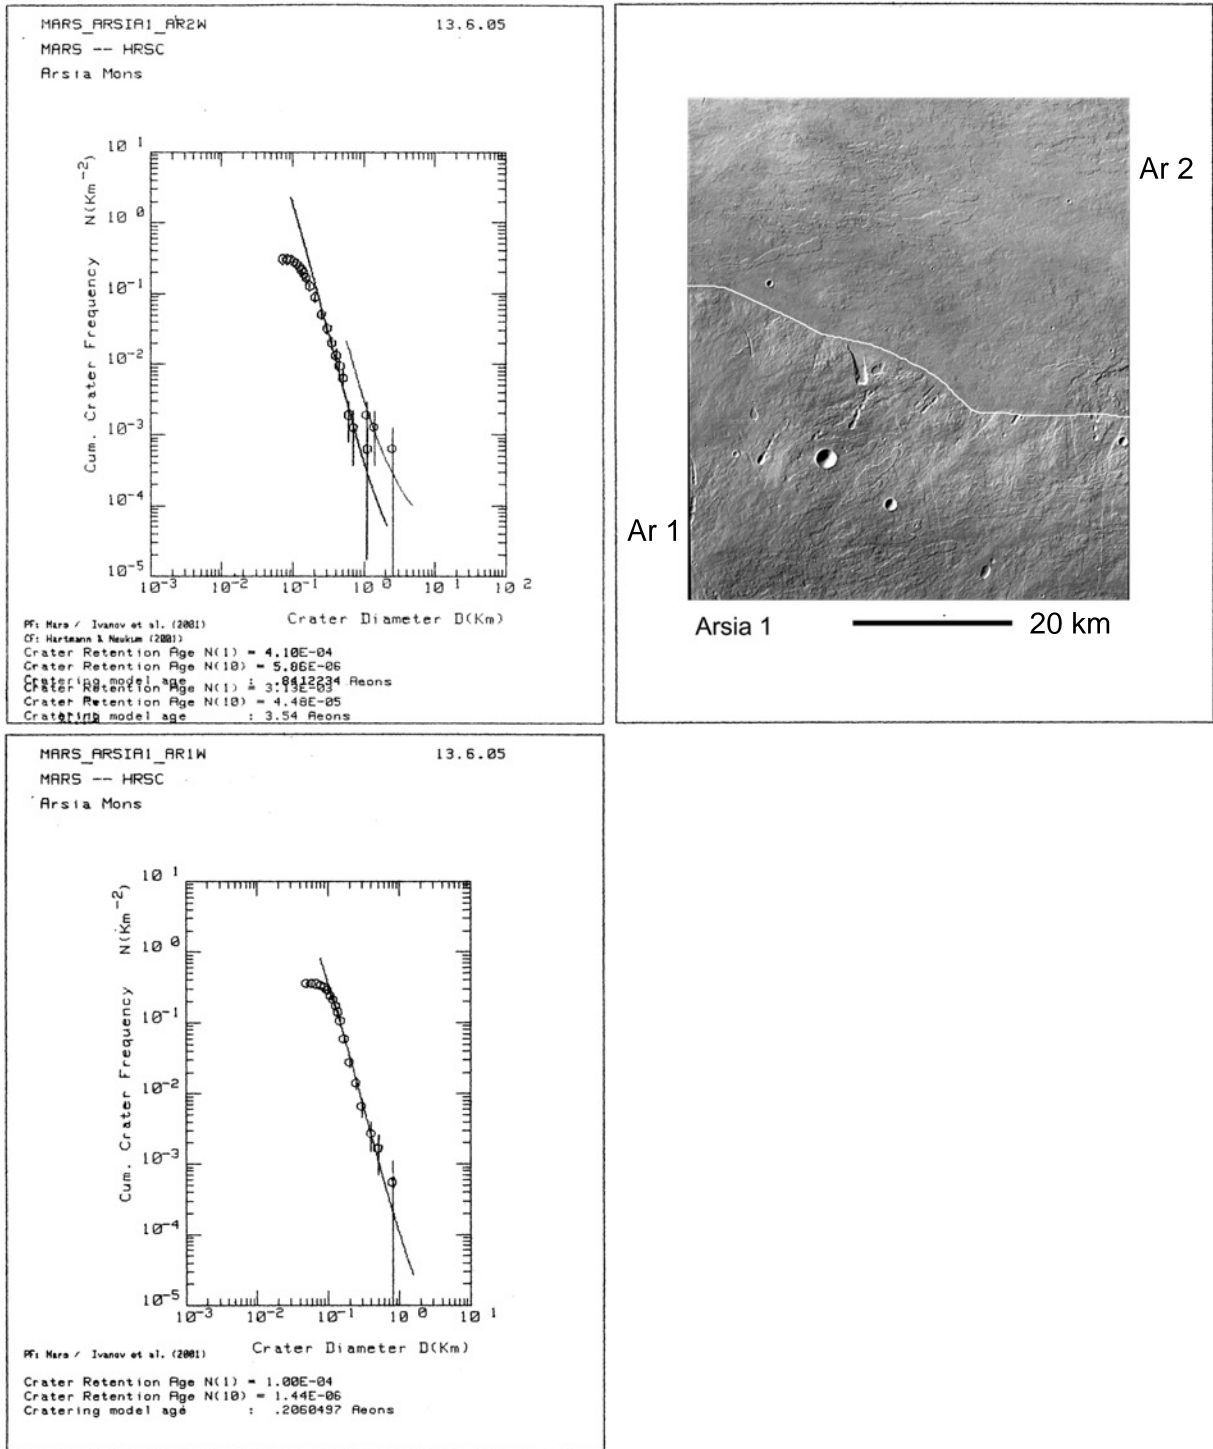 MARS_ARSIA1_AR2W 13.6.05
MARS -- HRSC
Arsia Mons
Cum. Crater Frequency N(Km-2)
10 1
10 0
10-1
10-2
10-3
10-4
10-5
10-3 10-2 10-1 10 0 10 1 10 2
Crater Diameter D(Km)
PF: Mars / Ivanov et al. (2001)
CF: Hartmann & Neukum (2001)
Crater Retention Age N(1) = 4.10E-04
Crater Retention Age N(10) = 5.86E-06
Cratering model age : .8412234 Aeons
Crater Retention Age N(1) = 3.13E-03
Crater Retention Age N(10) = 4.48E-05
Cratering model age : 3.54 Aeons
Ar 2
Ar 1
Arsia 1 20 km
MARS_ARSIA1_AR1W 13.6.05
MARS -- HRSC
Arsia Mons
Cum. Crater Frequency N(Km-2)
10 1
10 0
10-1
10-2
10-3
10-4
10-5
10-3 10-2 10-1 10 0 10 1
Crater Diameter D(Km)
PF: Mars / Ivanov et al. (2001)
Crater Retention Age N(1) = 1.00E-04
Crater Retention Age N(10) = 1.44E-06
Cratering model age : .2060497 Aeons